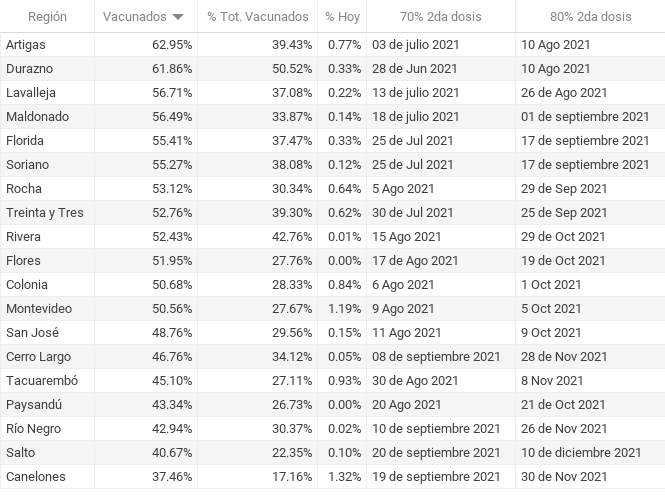 Región Vacunados % Tot. Vacunados % Hoy 70% 2da dosis 80% 2da dosis
Artigas 62.95% 39.43% 0.77% 03 de julio 2021 10 Ago 2021
Durazno 61.86% 50.52% 0.33% 28 de Jun 2021 10 Ago 2021
Lavalleja 56.71% 37.08% 0.22% 13 de julio 2021 26 de Ago 2021
Maldonado 56.49% 33.87% 0.14% 18 de julio 2021 01 de septiembre 2021
Florida 55.41% 37.47% 0.33% 25 de Jul 2021 17 de septiembre 2021
Soriano 55.27% 38.08% 0.12% 25 de Jul 2021 17 de septiembre 2021
Rocha 53.12% 30.34% 0.64% 5 Ago 2021 29 de Sep 2021
Treinta y Tres 52.76% 39.30% 0.62% 30 de Jul 2021 25 de Sep 2021
Rivera 52.43% 42.76% 0.01% 15 Ago 2021 29 de Oct 2021
Flores 51.95% 27.76% 0.00% 17 de Ago 2021 19 de Oct 2021
Colonia 50.68% 28.33% 0.84% 6 Ago 2021 1 Oct 2021
Montevideo 50.56% 27.67% 1.19% 9 Ago 2021 5 Oct 2021
San José 48.76% 29.56% 0.15% 11 Ago 2021 9 Oct 2021
Cerro Largo 46.76% 34.12% 0.05% 08 de septiembre 2021 28 de Nov 2021
Tacuarembó 45.10% 27.11% 0.93% 30 de Ago 2021 8 Nov 2021
Paysandú 43.34% 26.73% 0.00% 20 Ago 2021 21 de Oct 2021
Río Negro 42.94% 30.37% 0.02% 10 de septiembre 2021 26 de Nov 2021
Salto 40.67% 22.35% 0.10% 20 de septiembre 2021 10 de diciembre 2021
Canelones 37.46% 17.16% 1.32% 19 de septiembre 2021 30 de Nov 2021